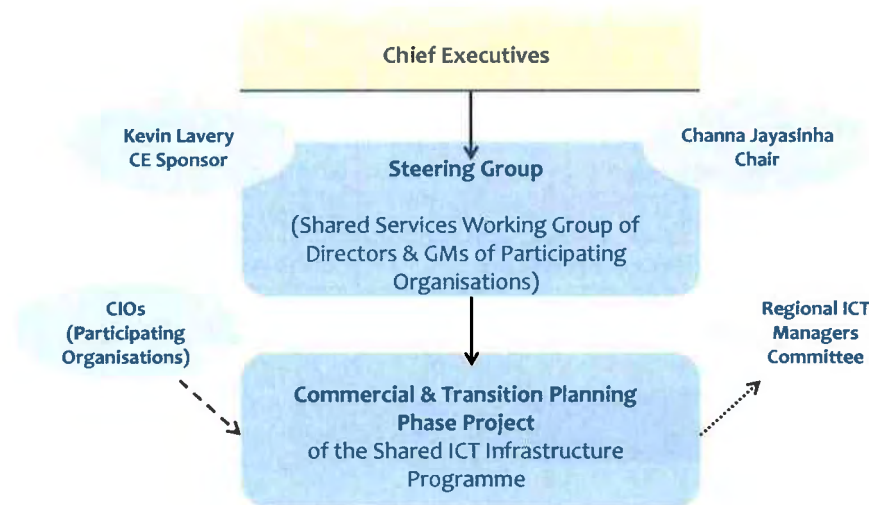 Chief Executives
Kevin Lavery
CE Sponsor
Channa Jayasinha
Chair
Steering Group
(Shared Services Working Group of
Directors & GMs of Participating
Organisations)
CIOs
(Participating
Organisations)
Regional ICT
Managers
Committee
Commercial & Transition Planning
Phase Project
of the Shared ICT Infrastructure
Programme